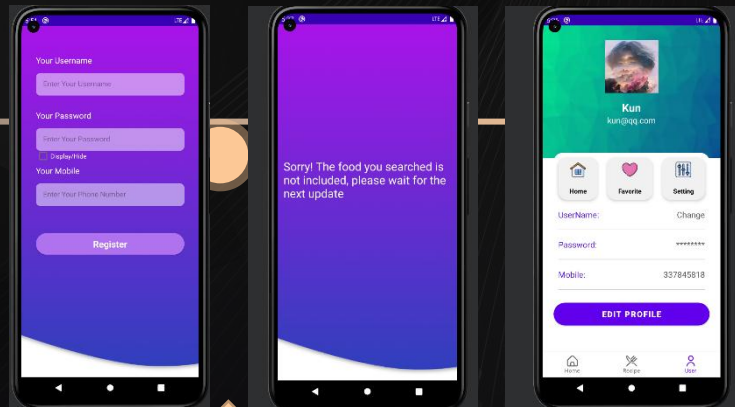 LTE
Your Username
Enter Your Username
Your Password
Enter Your Password
Display/Hide
Your Mobile
Enter Your Phone Number
Register
LTE
Sorry! The food you searched is
not included, please wait for the
next update
Kun
kun@qq.com
Home Favorite Setting
UserName: Change
Password: ********
Mobile: 337845818
EDIT PROFILE
Home Recipe User